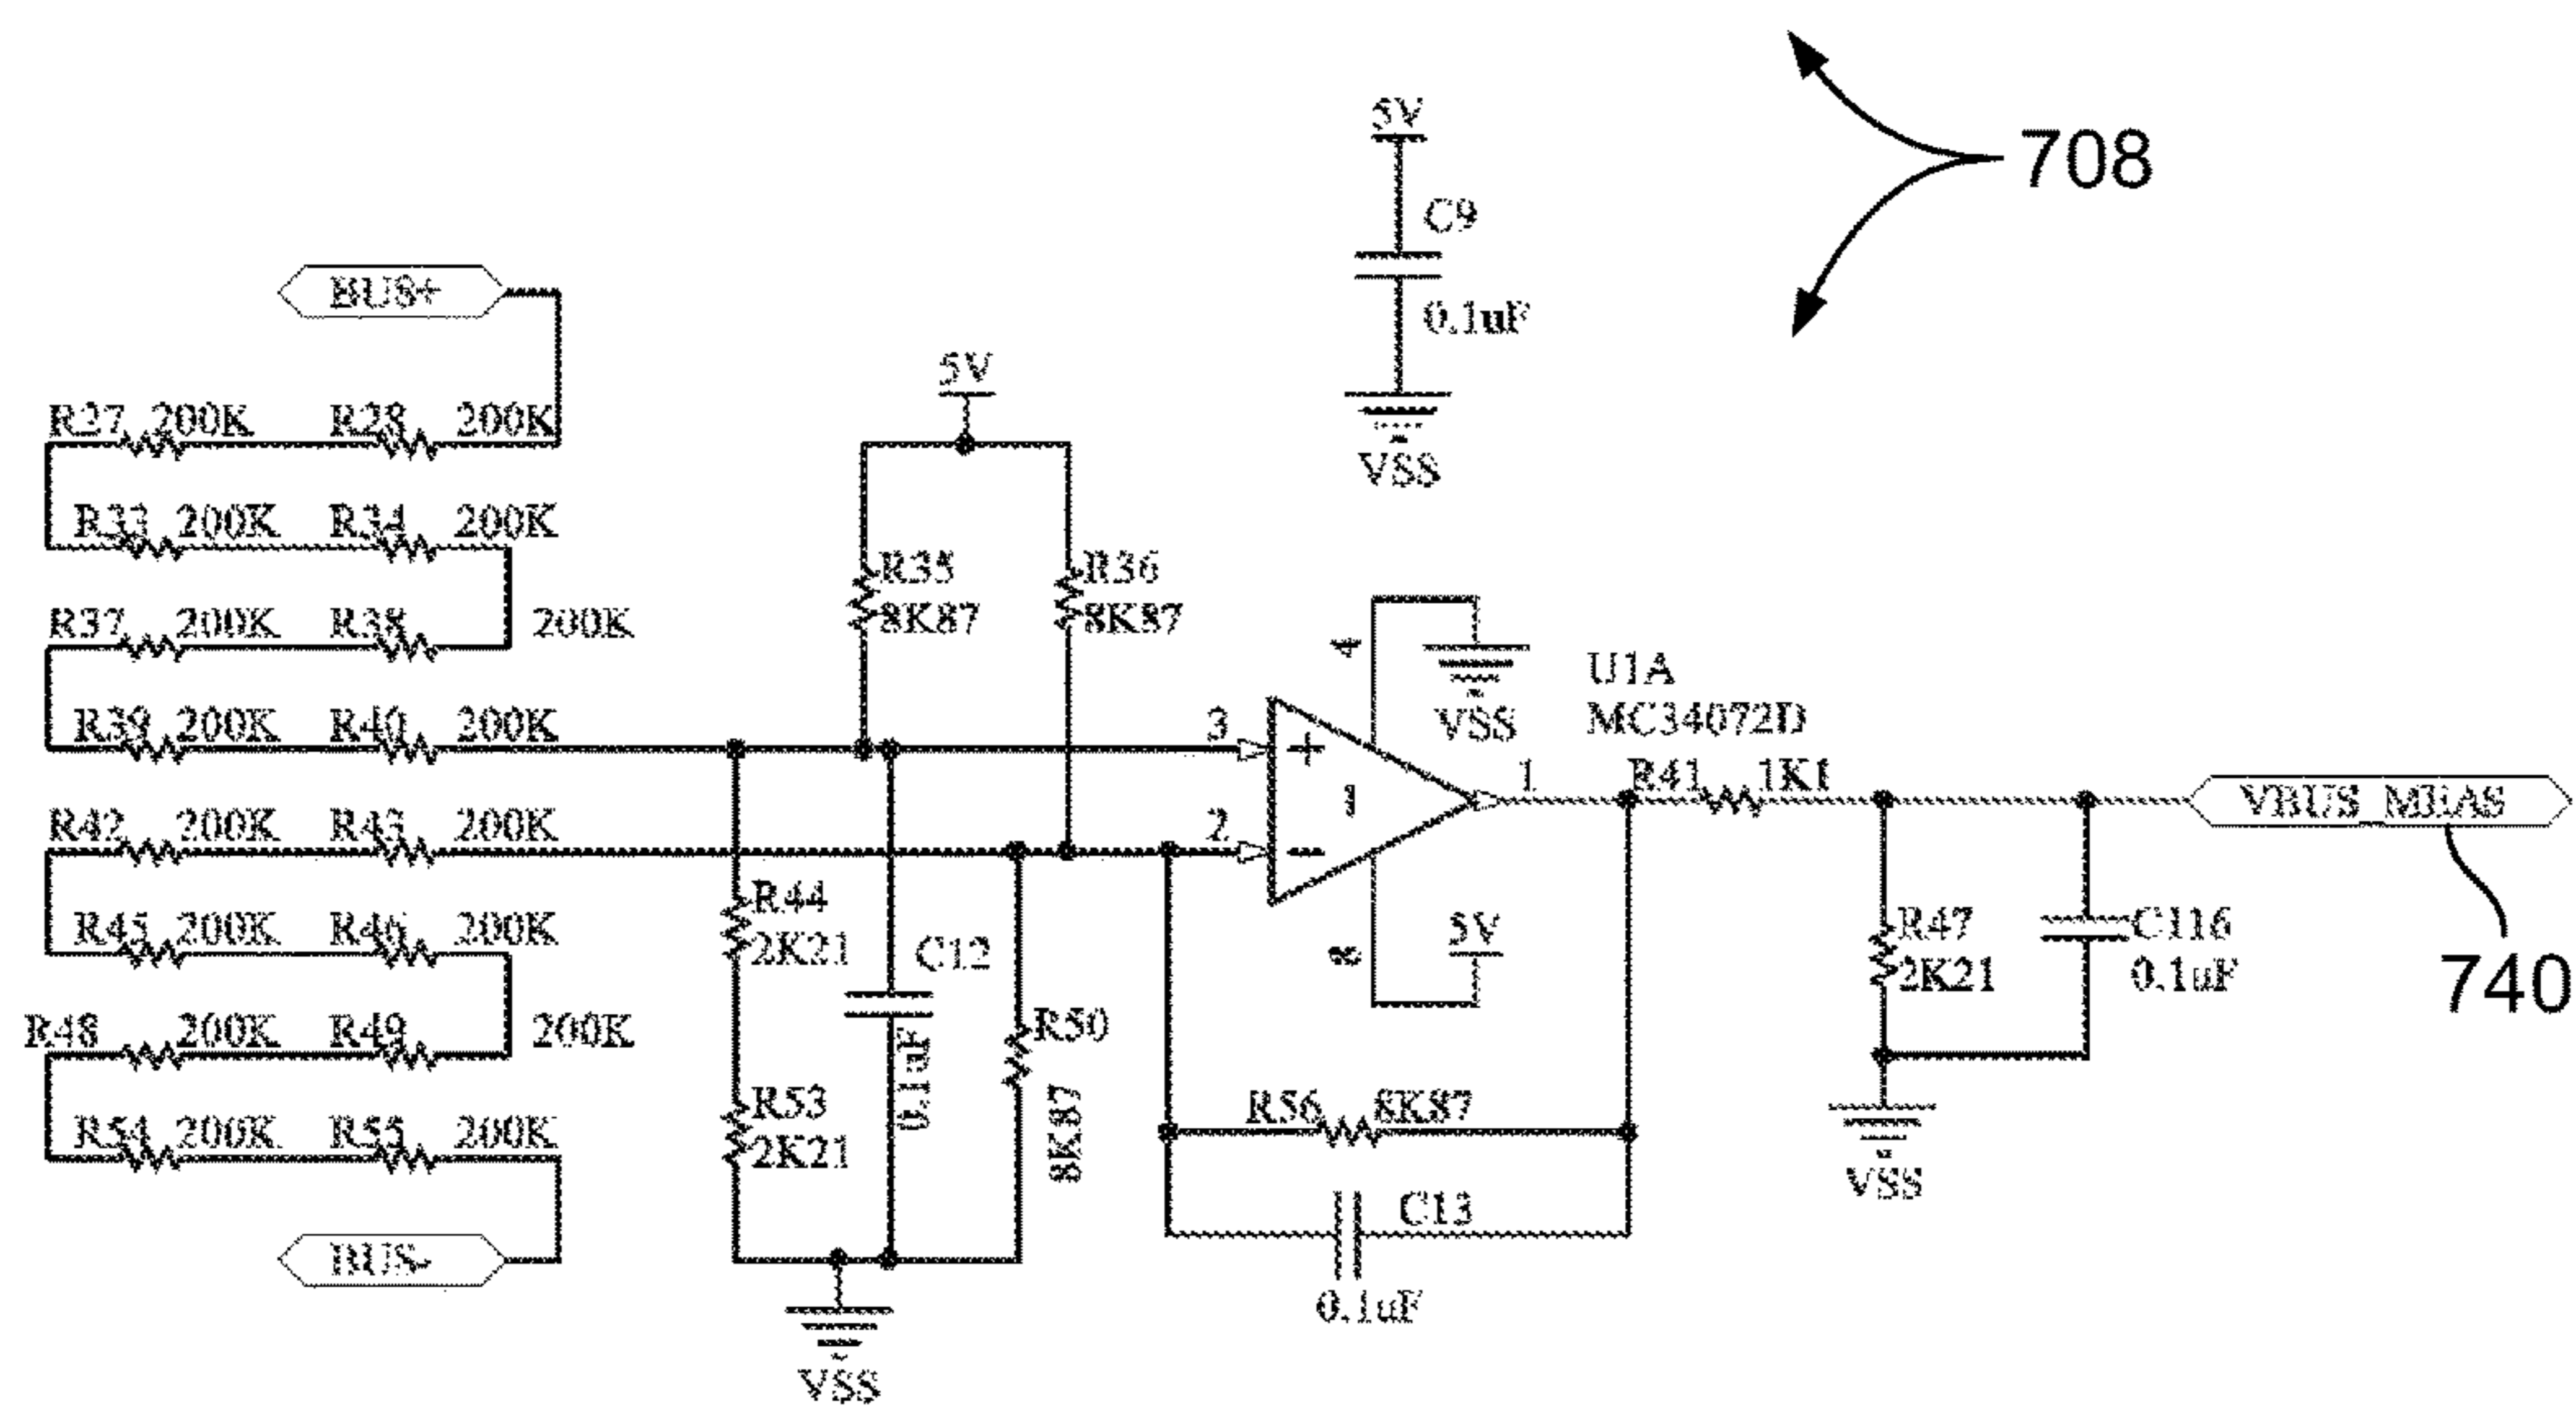 708
5V
C9
0.1uF
VSS
BUS+
5V
R27 200K R28 200K
R33 200K R34 200K
R35
8K87
R36
8K87
R37 200K R38 200K
4
VSS
U1A
MC34072D
R39 200K R40 200K
3
+
1
1
R41 1K1
VBUS_MEAS
R42 200K R43 200K
2
-
R44
2K21
R45 200K R46 200K
C12
0.1uF
8
5V
R47
2K21
C116
0.1uF
740
R48 200K R49 200K
R50
8K87
R53
2K21
R54 200K R55 200K
R56 8K87
C13
0.1uF
VSS
BUS-
VSS